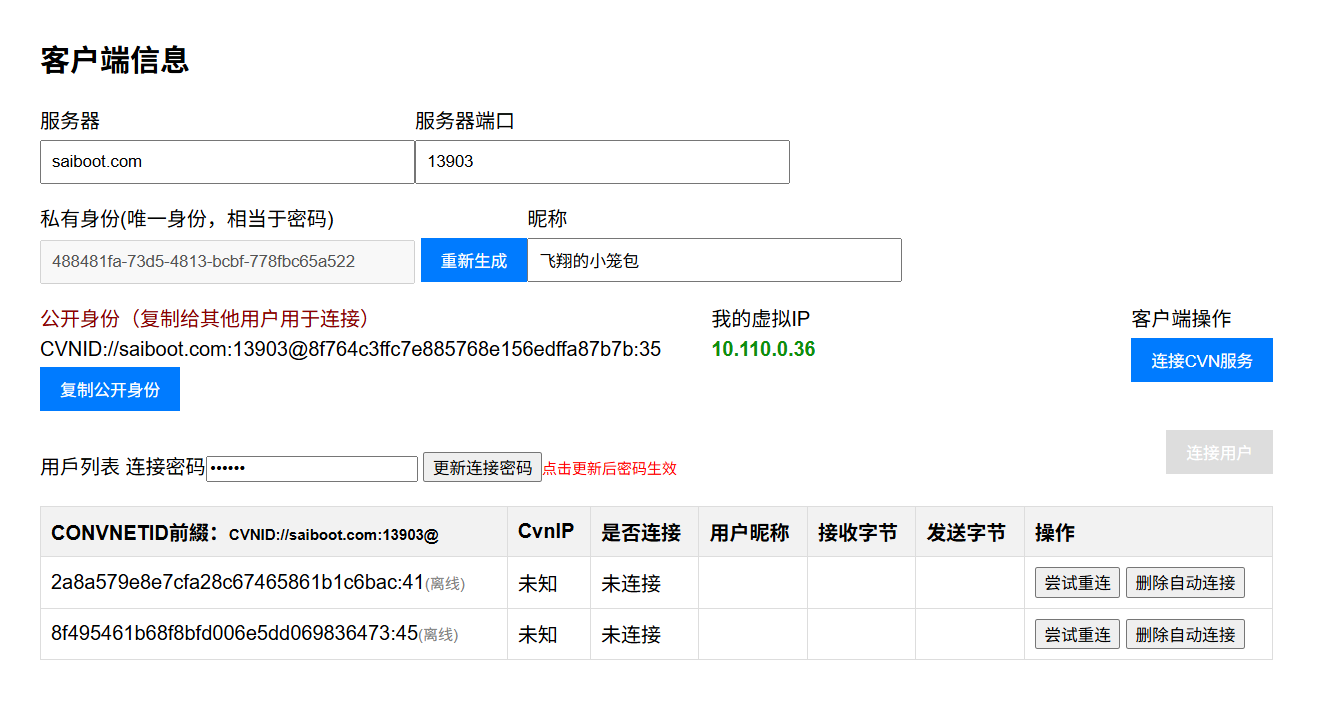 客户端信息
服务器 服务器端口
saiboot.com 13903
私有身份(唯一身份，相当于密码) 昵称
488481fa-73d5-4813-bcbf-778fbc65a522 重新生成 飞翔的小笼包
公开身份（复制给其他用户用于连接） 我的虚拟IP 客户端操作
CVNID://saiboot.com:13903@8f764c3ffc7e885768e156edffa87b7b:35 10.110.0.36 连接CVN服务
复制公开身份
用戶列表 连接密码 •••••• 更新连接密码 点击更新后密码生效 连接用户
CONVNETID前綴：CVNID://saiboot.com:13903@ CvnIP 是否连接 用户昵称 接收字节 发送字节 操作
2a8a579e8e7cfa28c67465861b1c6bac:41(离线) 未知 未连接 尝试重连 删除自动连接
8f495461b68f8bfd006e5dd069836473:45(离线) 未知 未连接 尝试重连 删除自动连接